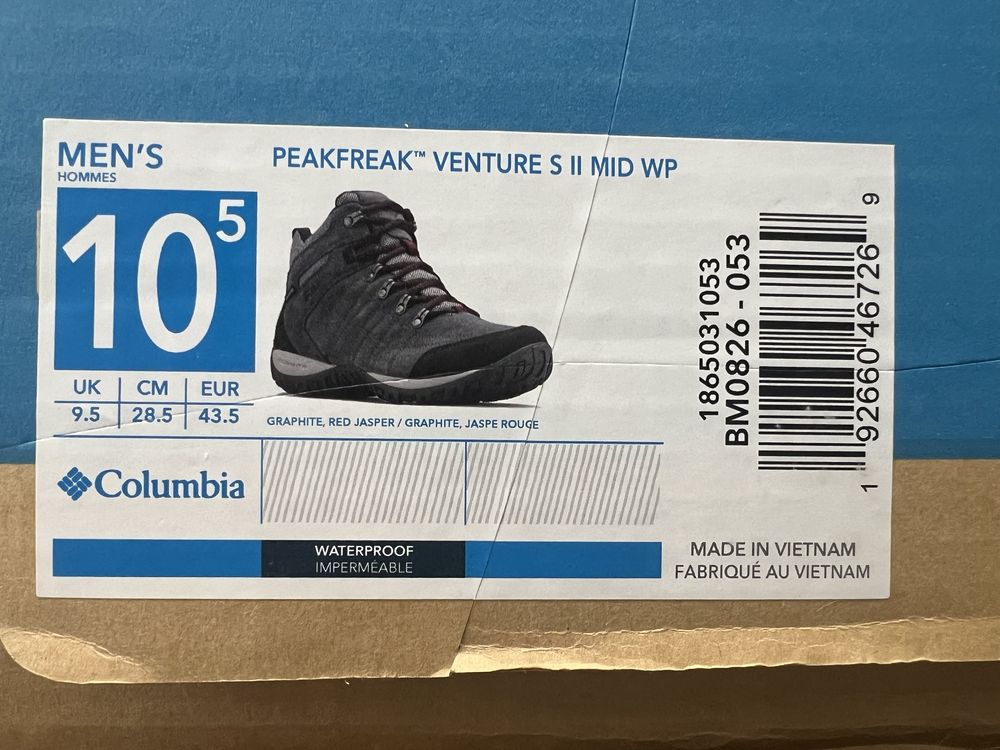 MEN'S
HOMMES
10⁵
UK CM EUR
9.5 28.5 43.5
PEAKFREAK™ VENTURE S II MID WP
GRAPHITE, RED JASPER / GRAPHITE, JASPE ROUGE
Columbia
WATERPROOF
IMPERMÉABLE
1865031053
BM0826 - 053
1 92660 46726 9
MADE IN VIETNAM
FABRIQUÉ AU VIETNAM